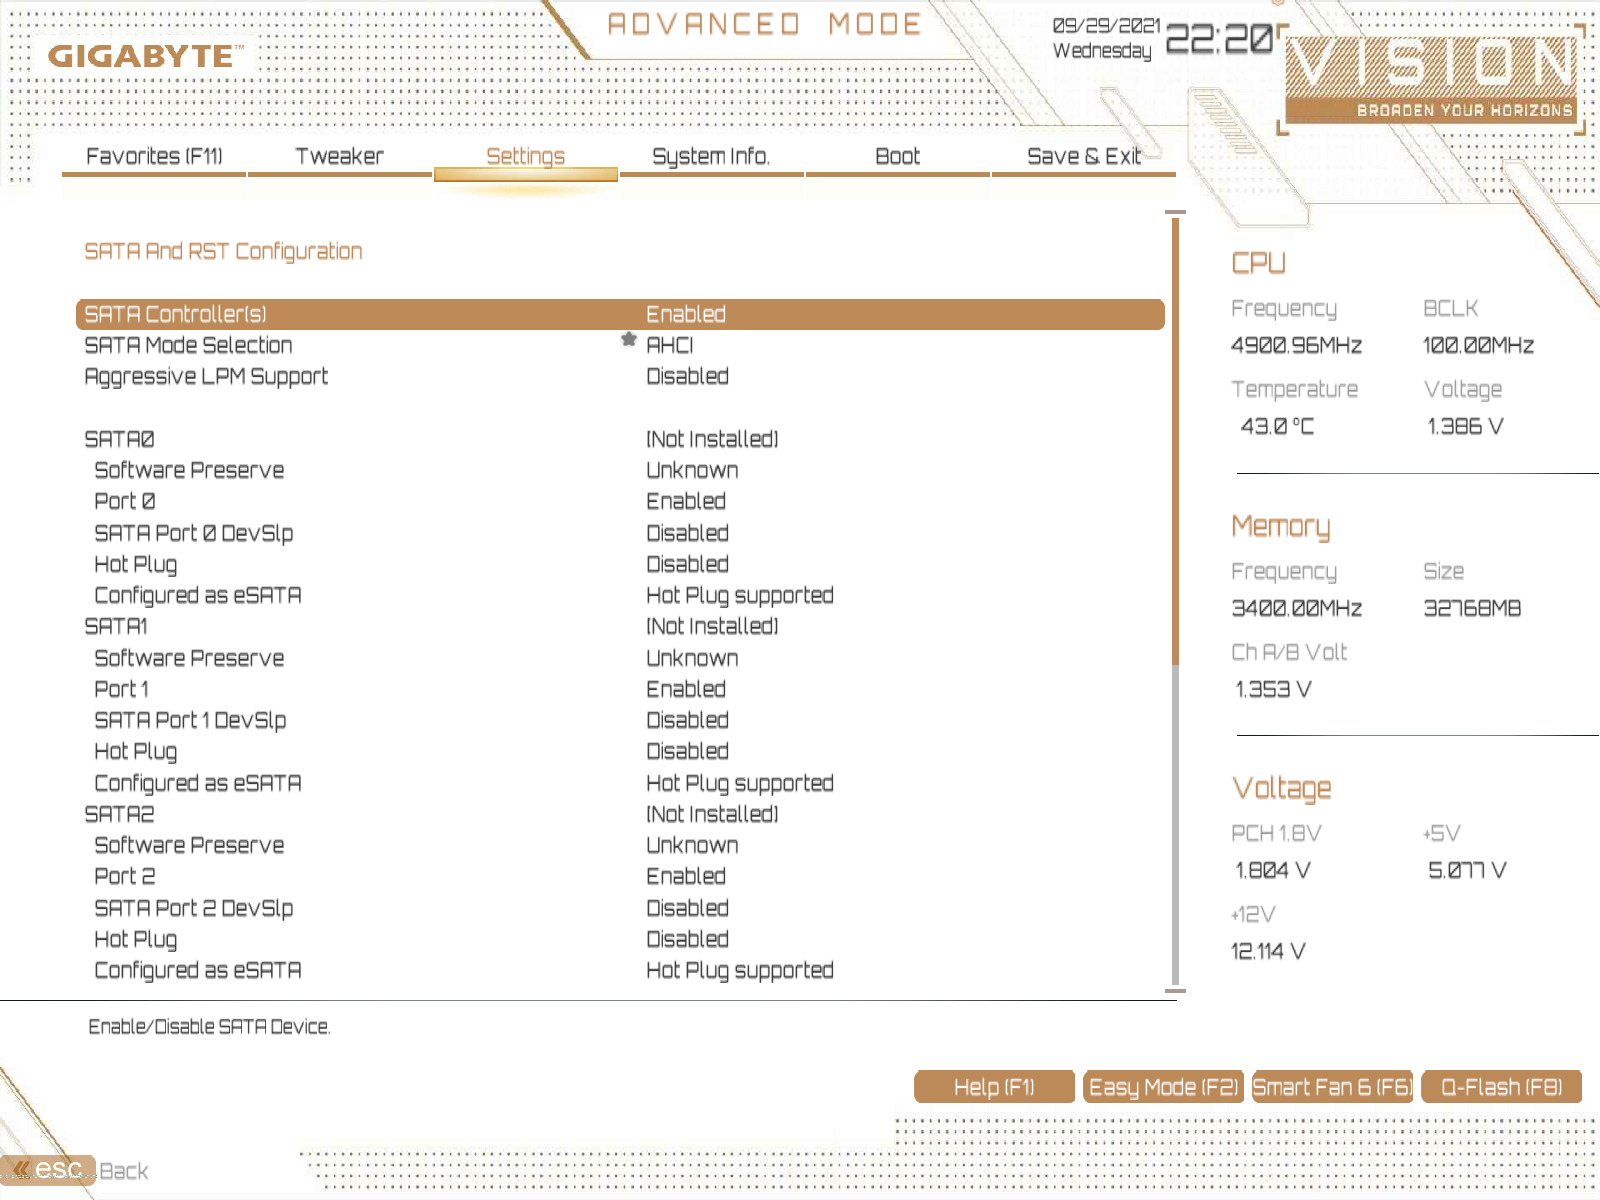 GIGABYTE™
ADVANCED MODE
09/29/2021
Wednesday
22:20
VISION
BROADEN YOUR HORIZONS
Favorites (F11) Tweaker Settings System Info. Boot Save & Exit
SATA And RST Configuration
SATA Controller(s) Enabled
SATA Mode Selection AHCI
Aggressive LPM Support Disabled
SATA0 [Not Installed]
Software Preserve Unknown
Port 0 Enabled
SATA Port 0 DevSlp Disabled
Hot Plug Disabled
Configured as eSATA Hot Plug supported
SATA1 [Not Installed]
Software Preserve Unknown
Port 1 Enabled
SATA Port 1 DevSlp Disabled
Hot Plug Disabled
Configured as eSATA Hot Plug supported
SATA2 [Not Installed]
Software Preserve Unknown
Port 2 Enabled
SATA Port 2 DevSlp Disabled
Hot Plug Disabled
Configured as eSATA Hot Plug supported
CPU
Frequency BCLK
4900.96MHz 100.00MHz
Temperature Voltage
43.0 °C 1.386 V
Memory
Frequency Size
3400.00MHz 32768MB
Ch A/B Volt
1.353 V
Voltage
PCH 1.8V +5V
1.804 V 5.077 V
+12V
12.114 V
Enable/Disable SATA Device.
Help (F1) Easy Mode (F2) Smart Fan 6 (F6) Q-Flash (F8)
esc Back